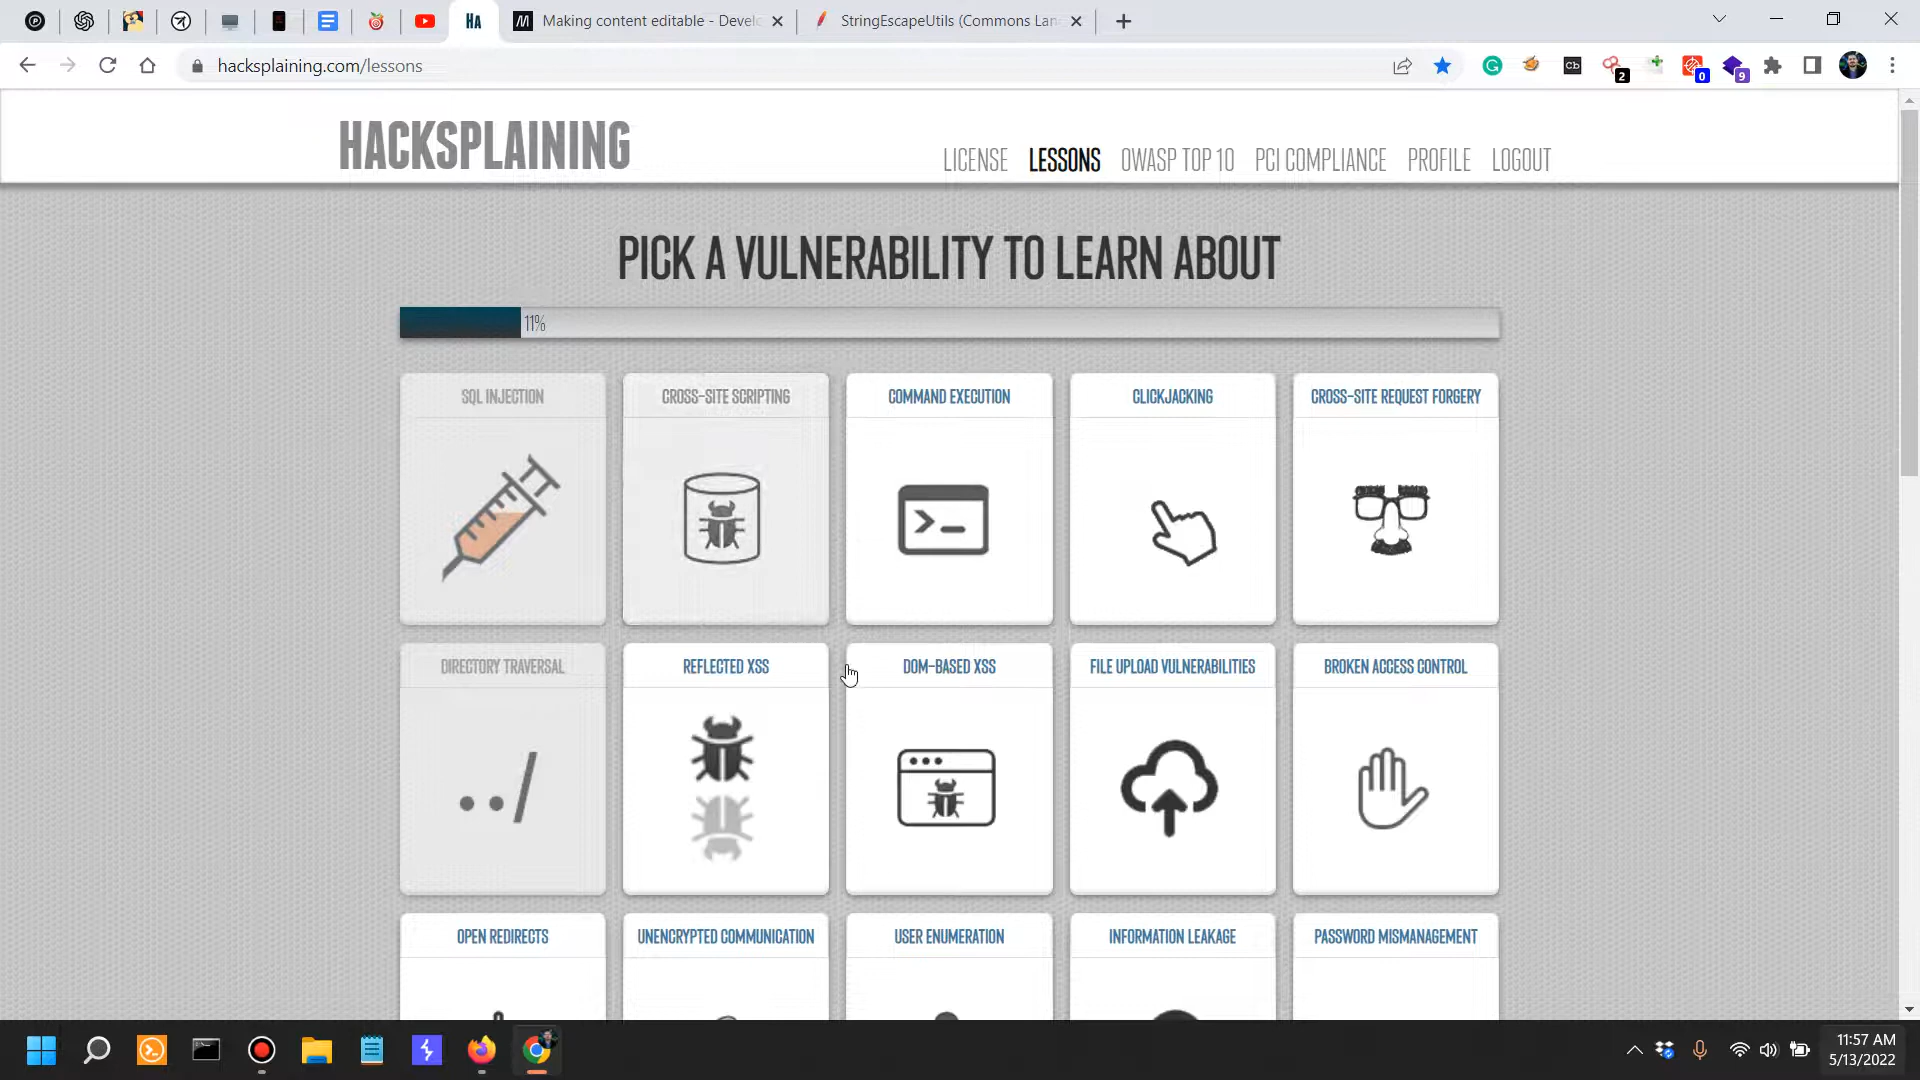 Making content editable - Develo
StringEscapeUtils (Commons Lan
hacksplaining.com/lessons
2
0
9
HACKSPLAINING
LICENSE LESSONS OWASP TOP 10 PCI COMPLIANCE PROFILE LOGOUT
PICK A VULNERABILITY TO LEARN ABOUT
11%
SQL INJECTION
CROSS-SITE SCRIPTING
COMMAND EXECUTION
CLICKJACKING
CROSS-SITE REQUEST FORGERY
DIRECTORY TRAVERSAL
../
REFLECTED XSS
DOM-BASED XSS
FILE UPLOAD VULNERABILITIES
BROKEN ACCESS CONTROL
OPEN REDIRECTS
UNENCRYPTED COMMUNICATION
USER ENUMERATION
INFORMATION LEAKAGE
PASSWORD MISMANAGEMENT
11:57 AM
5/13/2022